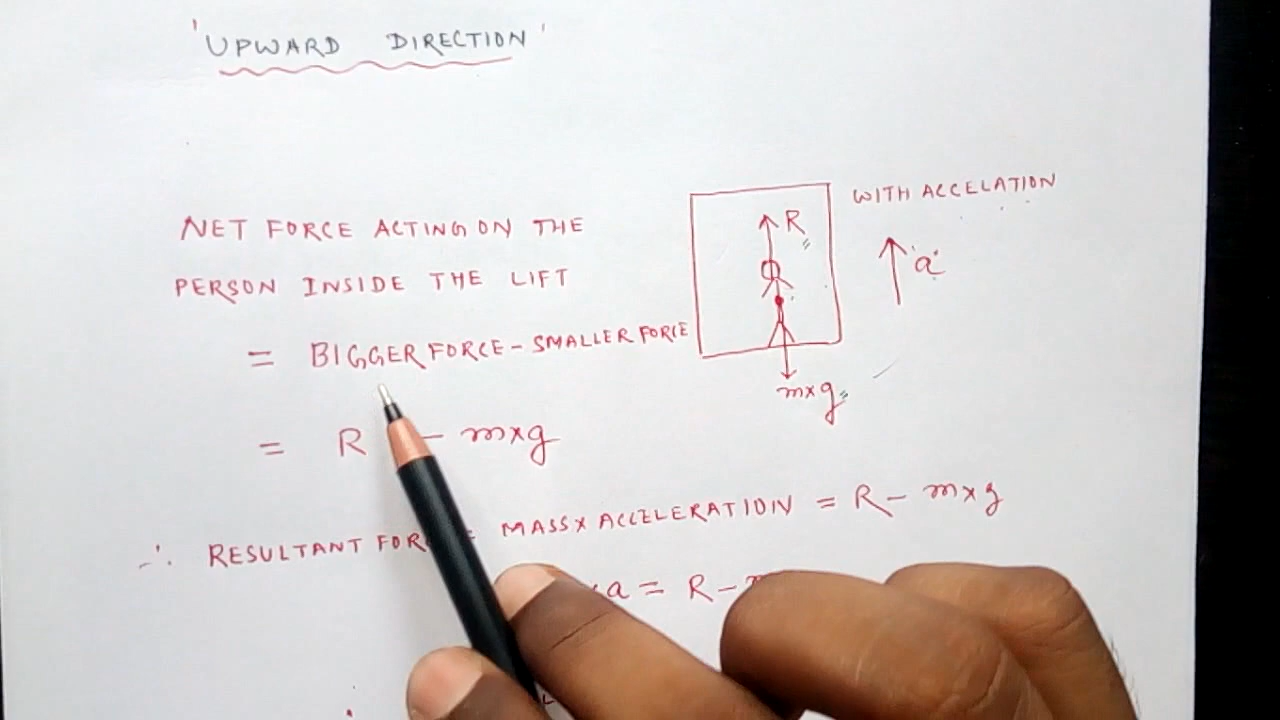 'UPWARD DIRECTION'
WITH ACCELATION
R
'a'
NET FORCE ACTING ON THE
PERSON INSIDE THE LIFT
= BIGGER FORCE - SMALLER FORCE
m×g
= R - m×g
∴ RESULTANT MASS × ACCELERATION = R - m×g
a = R -